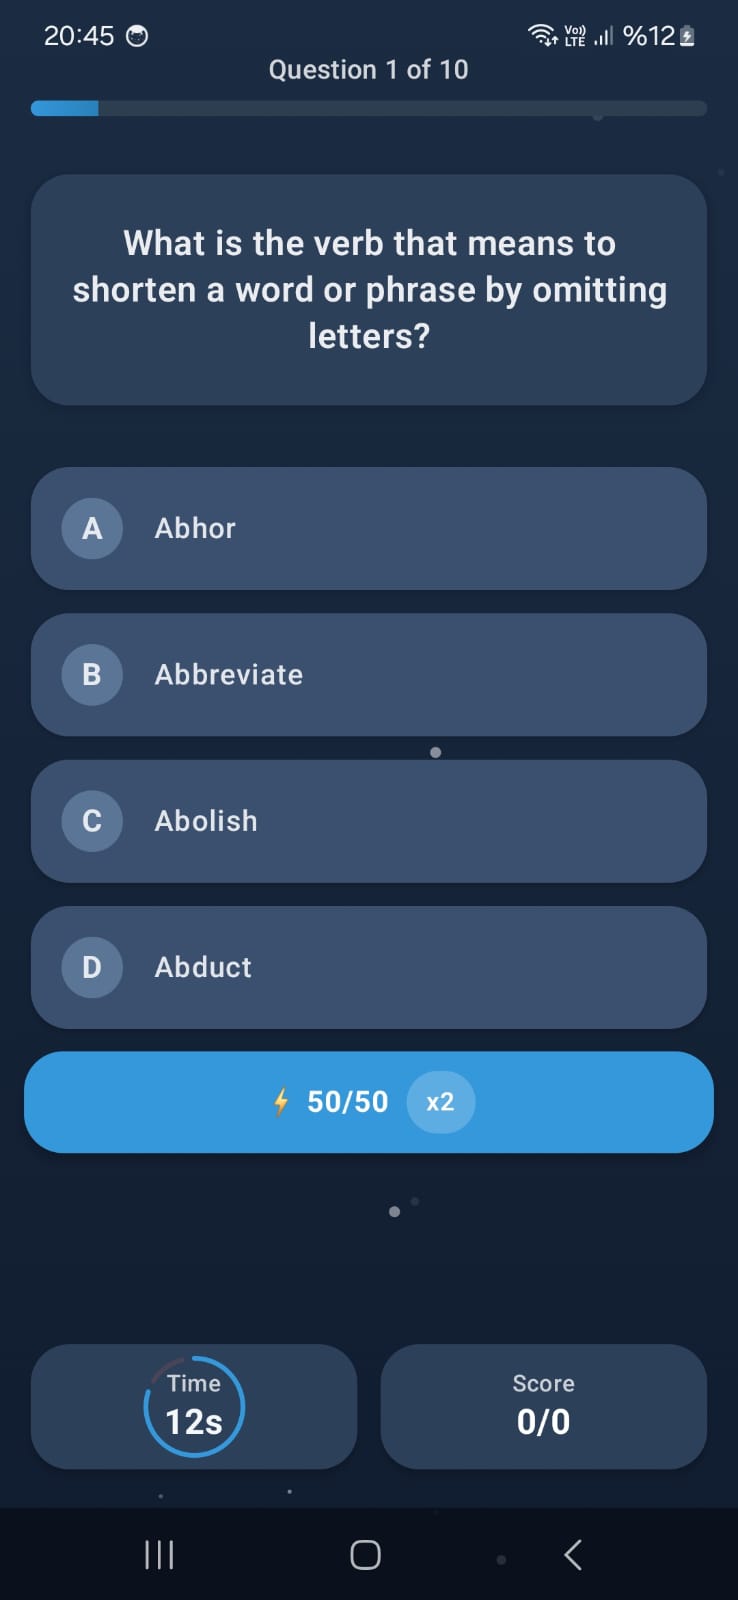 20:45 Vo)) LTE %12
Question 1 of 10
What is the verb that means to
shorten a word or phrase by omitting
letters?
A Abhor
B Abbreviate
C Abolish
D Abduct
50/50 x2
Time Score
12s 0/0